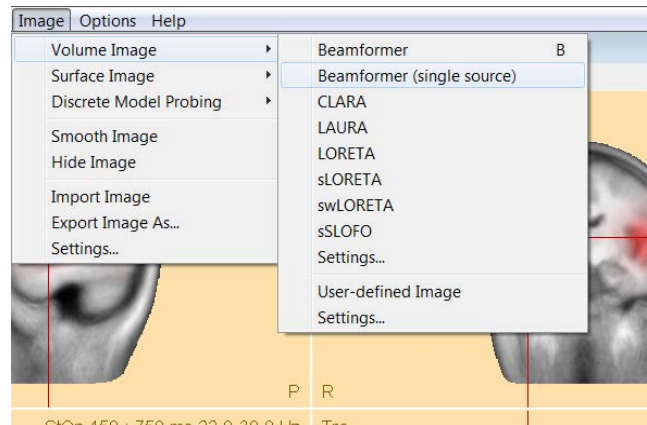 Image Options Help
Volume Image
Surface Image
Discrete Model Probing
Smooth Image
Hide Image
Import Image
Export Image As...
Settings...
Beamformer B
Beamformer (single source)
CLARA
LAURA
LORETA
sLORETA
swLORETA
sSLOFO
Settings...
User-defined Image
Settings...
P R